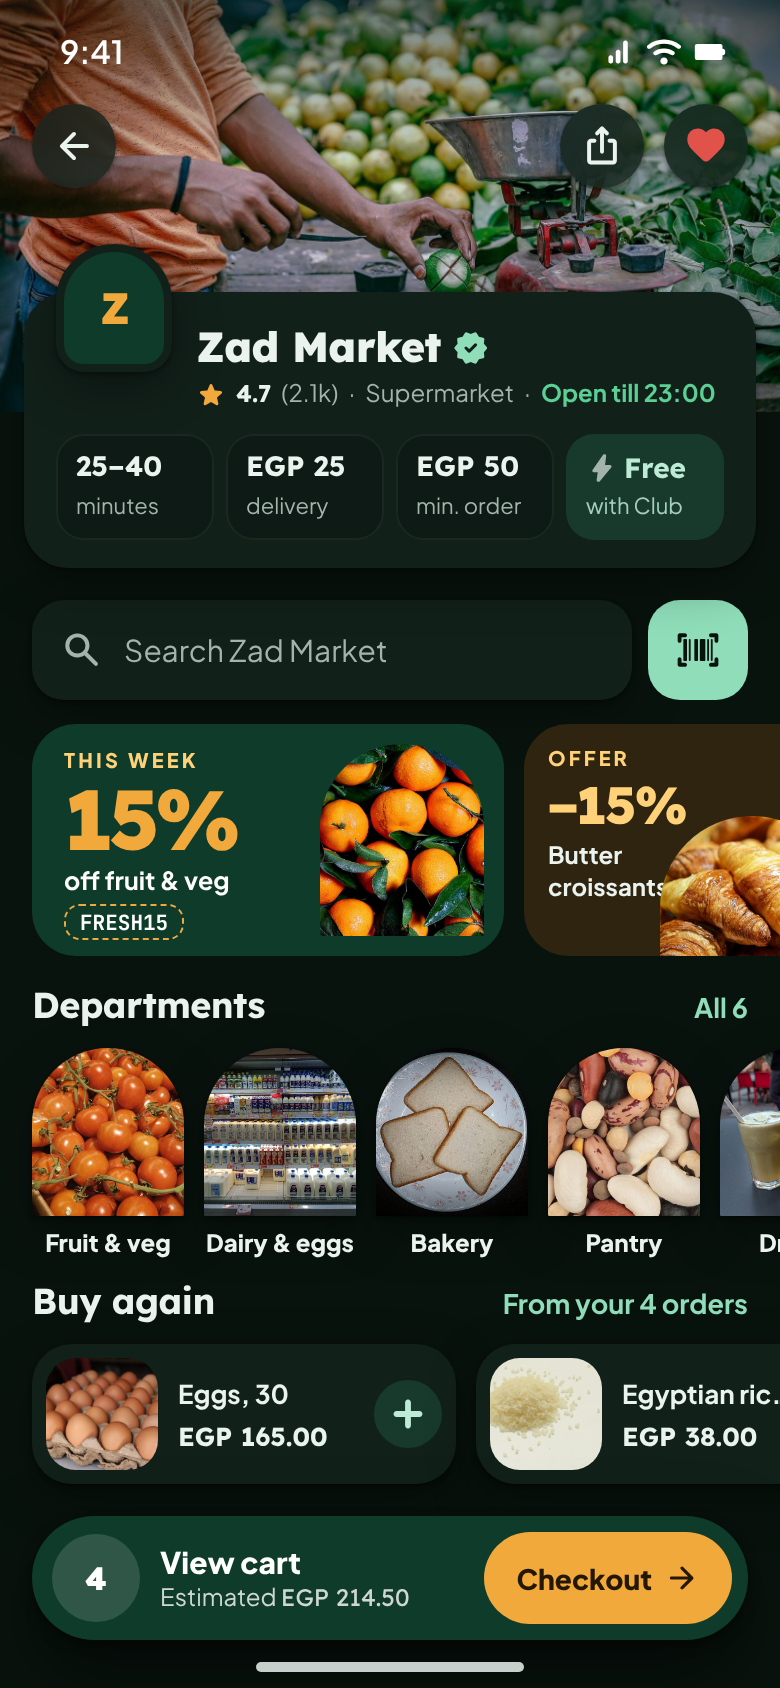 9:41
Z
Zad Market
4.7 (2.1k) · Supermarket · Open till 23:00
25–40
minutes
EGP 25
delivery
EGP 50
min. order
Free
with Club
Search Zad Market
THIS WEEK
15%
off fruit & veg
FRESH15
OFFER
–15%
Butter
croissants
Departments
All 6
Fruit & veg
Dairy & eggs
Bakery
Pantry
Buy again
From your 4 orders
Eggs, 30
EGP 165.00
Egyptian ric…
EGP 38.00
4
View cart
Estimated EGP 214.50
Checkout